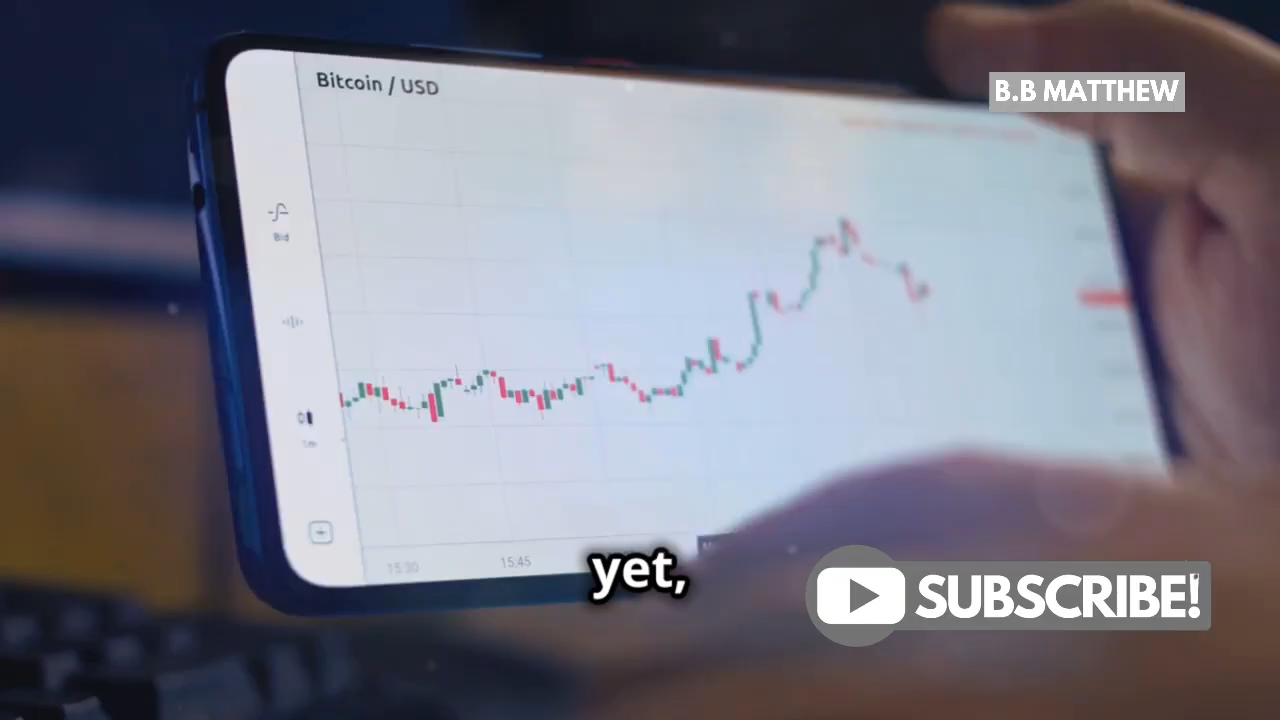 Bitcoin / USD
B.B MATTHEW
Bid
15:30
15:45
yet,
SUBSCRIBE!